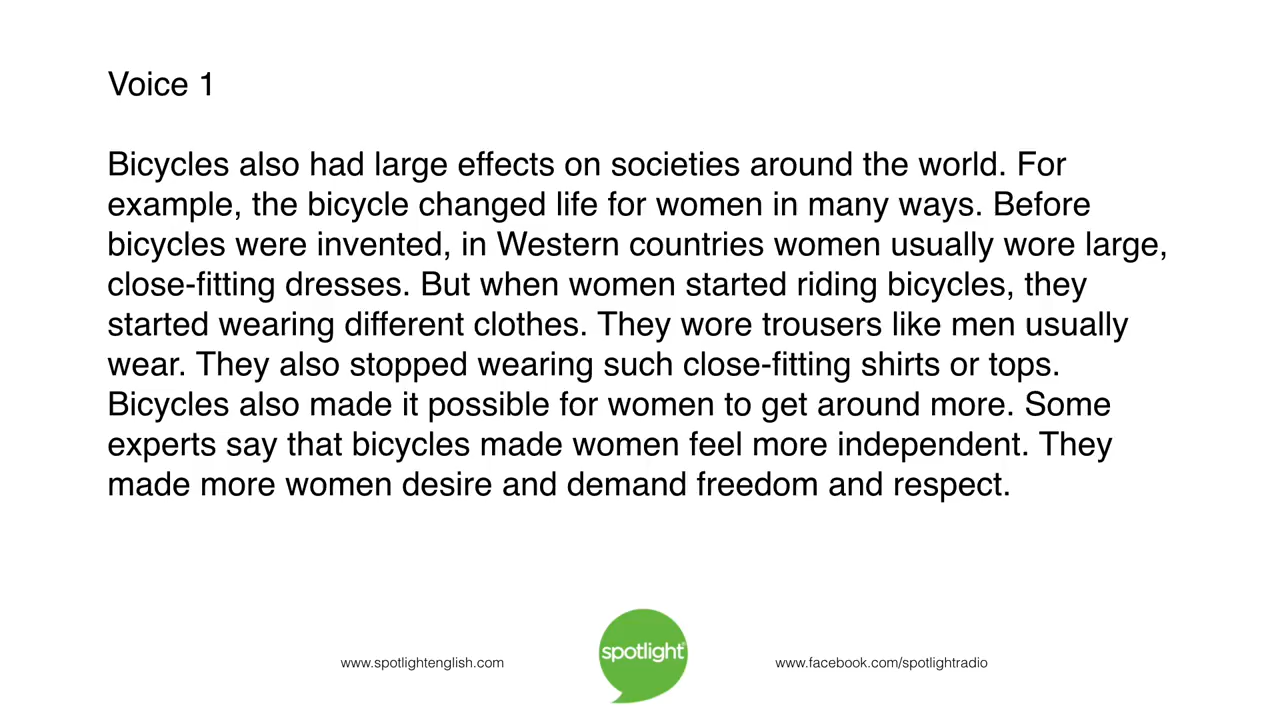 Voice 1
Bicycles also had large effects on societies around the world. For
example, the bicycle changed life for women in many ways. Before
bicycles were invented, in Western countries women usually wore large,
close-fitting dresses. But when women started riding bicycles, they
started wearing different clothes. They wore trousers like men usually
wear. They also stopped wearing such close-fitting shirts or tops.
Bicycles also made it possible for women to get around more. Some
experts say that bicycles made women feel more independent. They
made more women desire and demand freedom and respect.
www.spotlightenglish.com
spotlight®
www.facebook.com/spotlightradio